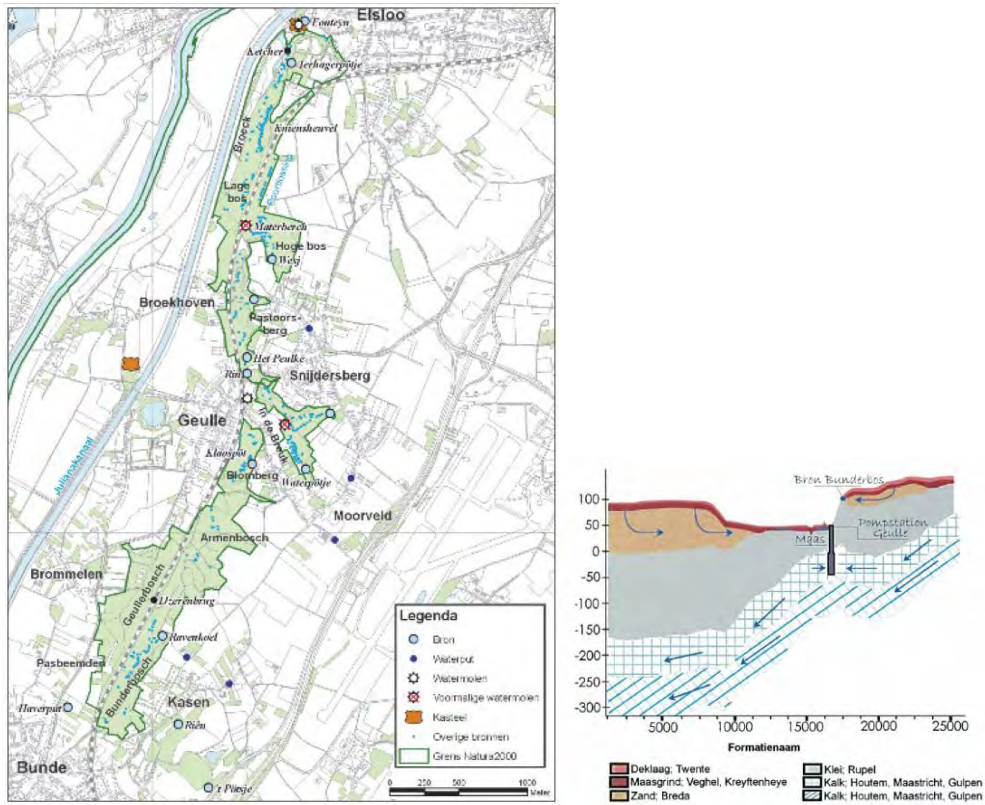 Elsloo
Fonteyn
Ketcher
Terhagerpötje
Kniensheuvel
Broeck
Lage
bos
Materberch
Hoge bos
Wesj
Broekhoven
Pastoors-
berg
Het Peulke
Rin
Snijdersberg
Geulle
In de Breuk
Klaospöt
Blomberg
Waterpötje
Julianakanaal
Moorveld
Armenbosch
Brommelen
Geullerbosch
IJzerenbrug
Ravenkoel
Pasbeemden
Bunderbosch
Haverput
Kasen
Riën
Bunde
't Pötsje
Legenda
Bron
Waterput
Watermolen
Voormalige watermolen
Kasteel
Overige bronnen
Grens Natura2000
0 250 500 1000
Meter
Bron Bunderbos
Maas
Pompstation
Geulle
100
50
0
-50
-100
-150
-200
-250
-300
5000 10000 15000 20000 25000
Formatienaam
Deklaag; Twente
Maasgrind; Veghel, Kreyftenheye
Zand; Breda
Klei; Rupel
Kalk; Houtem, Maastricht, Gulpen
Kalk; Houtem, Maastricht, Gulpen